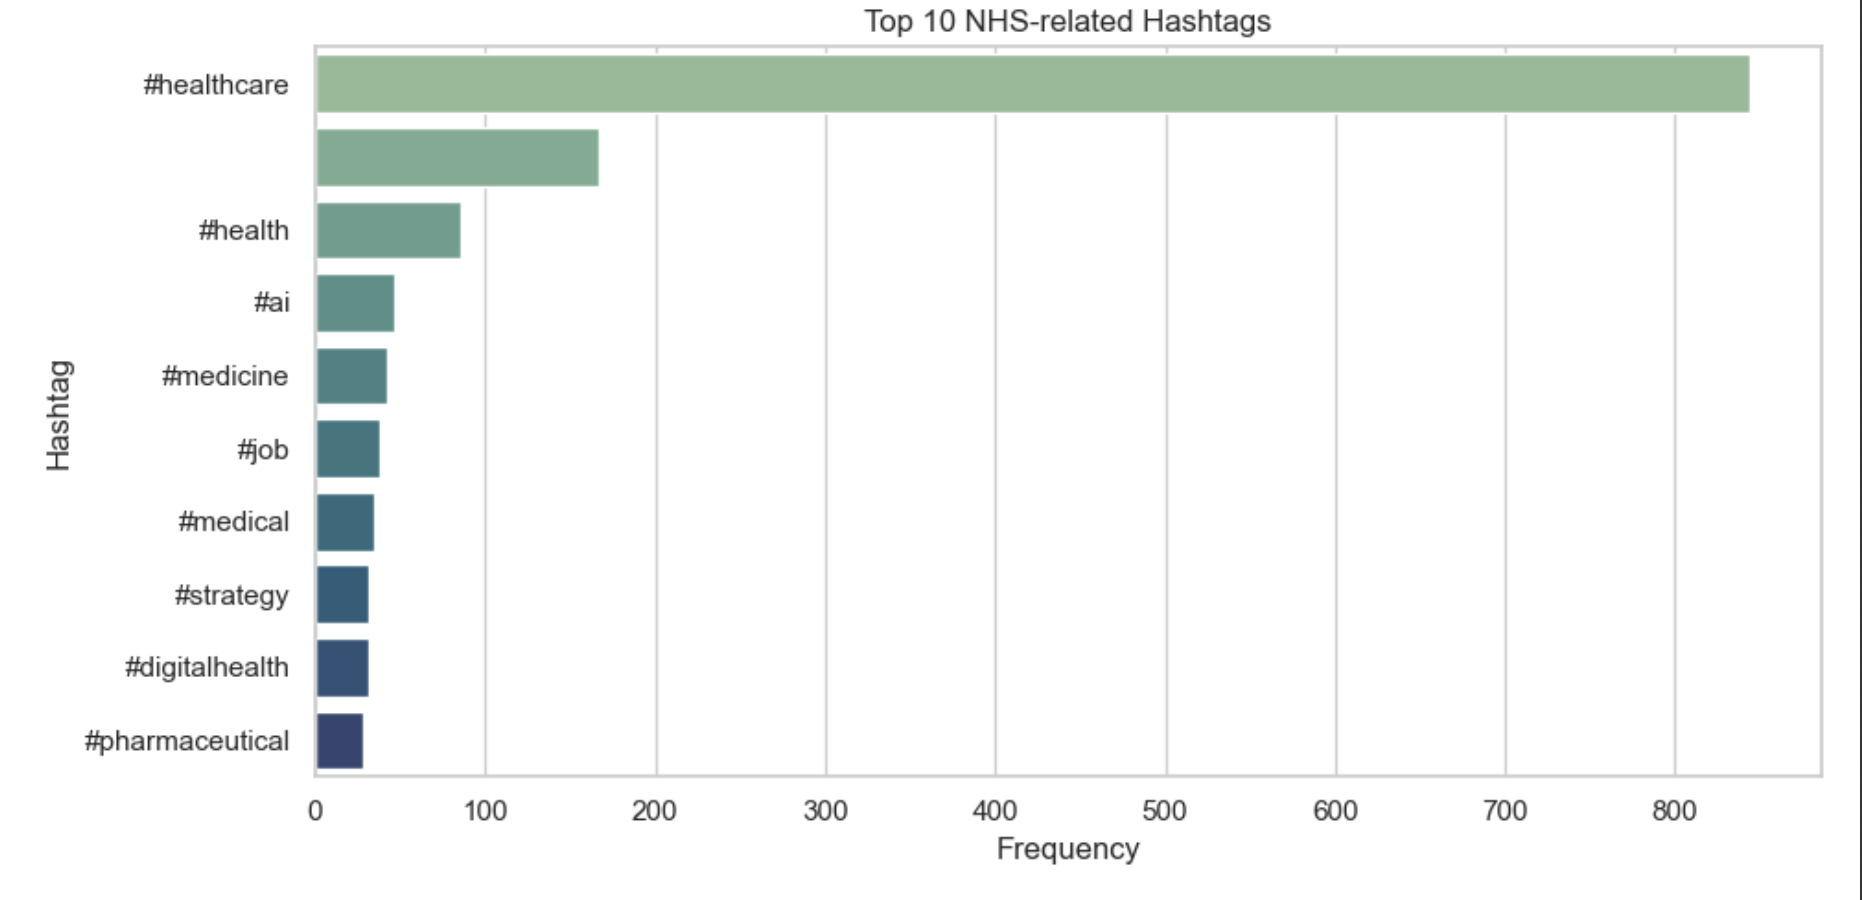 Top 10 NHS-related Hashtags
#healthcare
#health
#ai
#medicine
#job
#medical
#strategy
#digitalhealth
#pharmaceutical
Hashtag
0 100 200 300 400 500 600 700 800
Frequency